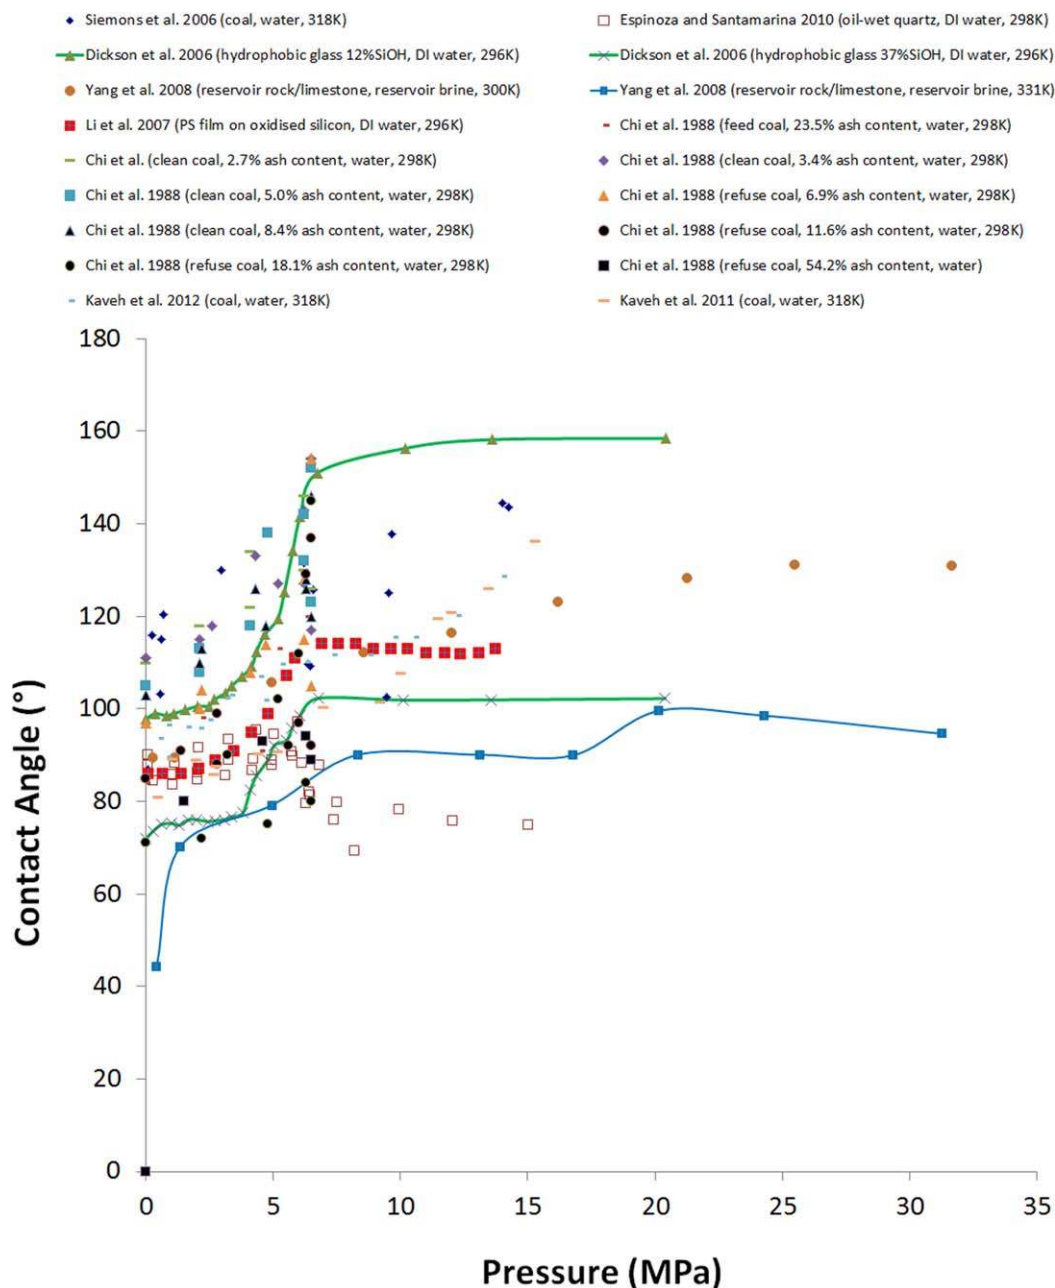 Siemons et al. 2006 (coal, water, 318K)
Espinoza and Santamarina 2010 (oil-wet quartz, DI water, 298K)
Dickson et al. 2006 (hydrophobic glass 12%SiOH, DI water, 296K)
Dickson et al. 2006 (hydrophobic glass 37%SiOH, DI water, 296K)
Yang et al. 2008 (reservoir rock/limestone, reservoir brine, 300K)
Yang et al. 2008 (reservoir rock/limestone, reservoir brine, 331K)
Li et al. 2007 (PS film on oxidised silicon, DI water, 296K)
Chi et al. 1988 (feed coal, 23.5% ash content, water, 298K)
Chi et al. (clean coal, 2.7% ash content, water, 298K)
Chi et al. 1988 (clean coal, 3.4% ash content, water, 298K)
Chi et al. 1988 (clean coal, 5.0% ash content, water, 298K)
Chi et al. 1988 (refuse coal, 6.9% ash content, water, 298K)
Chi et al. 1988 (clean coal, 8.4% ash content, water, 298K)
Chi et al. 1988 (refuse coal, 11.6% ash content, water, 298K)
Chi et al. 1988 (refuse coal, 18.1% ash content, water, 298K)
Chi et al. 1988 (refuse coal, 54.2% ash content, water)
Kaveh et al. 2012 (coal, water, 318K)
Kaveh et al. 2011 (coal, water, 318K)
180
160
140
120
100
80
60
40
20
0
Contact Angle (°)
0 5 10 15 20 25 30 35
Pressure (MPa)